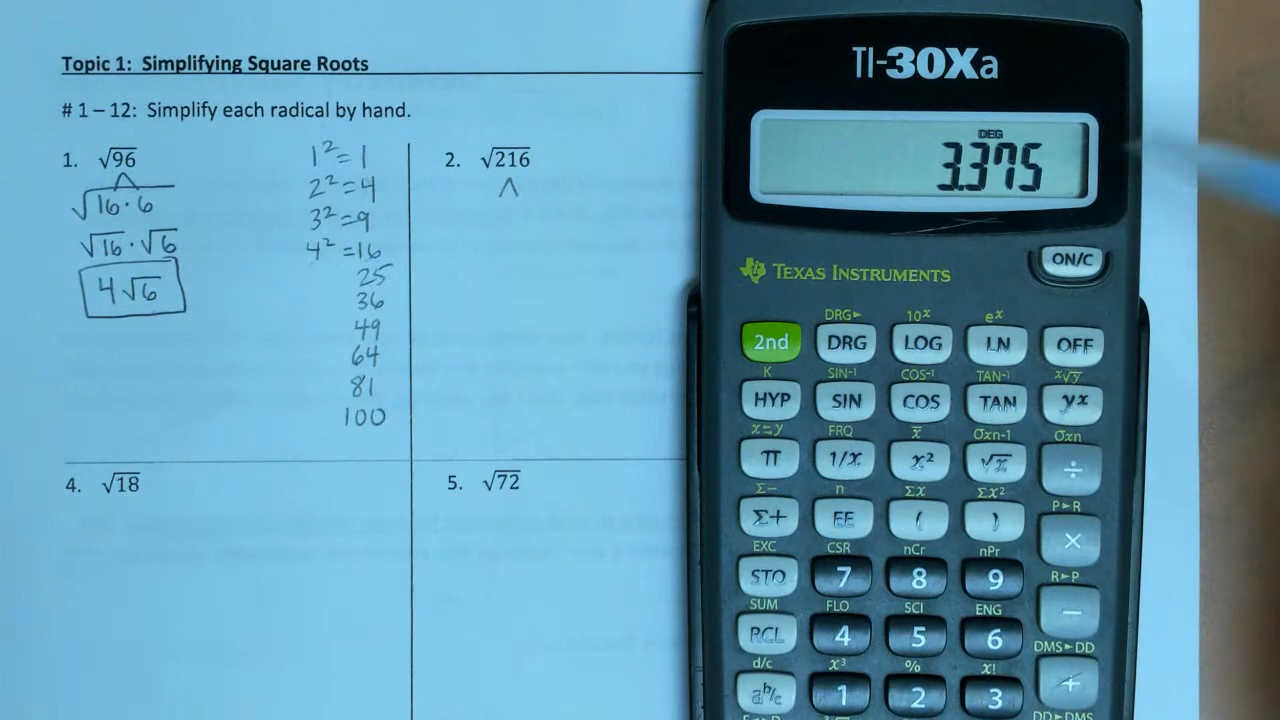 Topic 1: Simplifying Square Roots
# 1 – 12: Simplify each radical by hand.
1. √96
√16·6
√16·√6
4√6
1²=1
2²=4
3²=9
4²=16
25
36
49
64
81
100
2. √216
4. √18
5. √72
TI-30Xa
DEG
3.375
TEXAS INSTRUMENTS
ON/C
DRG► 10ˣ eˣ
2nd DRG LOG LN OFF
K SIN⁻¹ COS⁻¹ TAN⁻¹ ˣ√y
HYP SIN COS TAN yˣ
x⇌y FRQ x̄ σxn-1 σxn
π 1/x x² √x ÷
Σ− n Σx Σx² P►R
Σ+ EE ( ) ×
EXC CSR nCr nPr R►P
STO 7 8 9 −
SUM FLO SCI ENG DMS►DD
RCL 4 5 6 +
d/c x³ % x! DD►DMS
a b/c 1 2 3